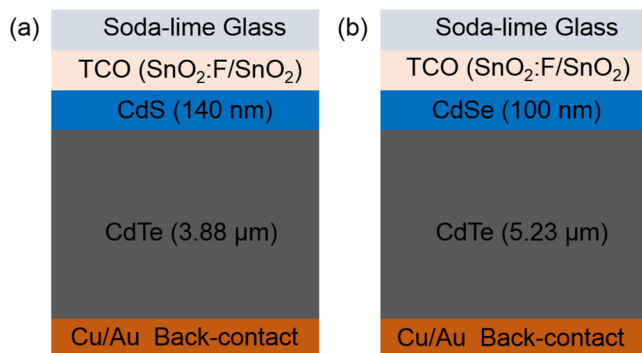 (a)
Soda-lime Glass
TCO (SnO₂:F/SnO₂)
CdS (140 nm)
CdTe (3.88 µm)
Cu/Au Back-contact
(b)
Soda-lime Glass
TCO (SnO₂:F/SnO₂)
CdSe (100 nm)
CdTe (5.23 µm)
Cu/Au Back-contact